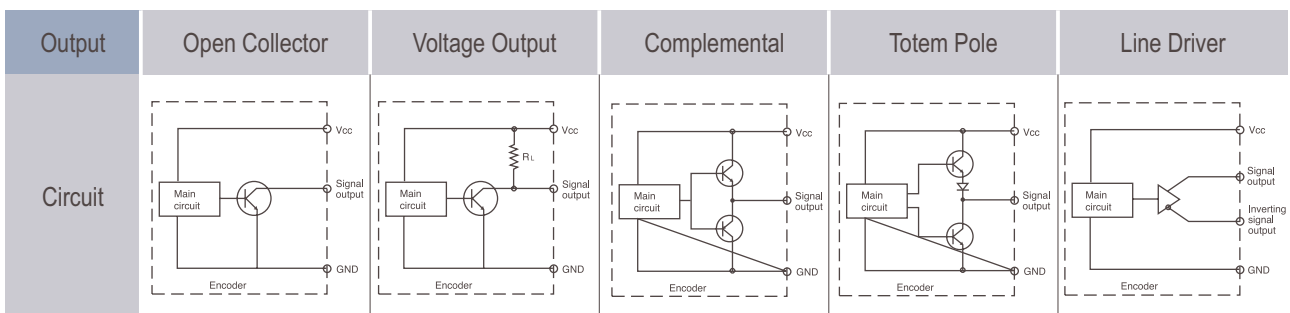 Output
Open Collector
Voltage Output
Complemental
Totem Pole
Line Driver
Circuit
Vcc
Main
circuit
Signal
output
GND
Encoder
Vcc
RL
Main
circuit
Signal
output
GND
Encoder
Vcc
Main
circuit
Signal
output
GND
Encoder
Vcc
Main
circuit
Signal
output
GND
Encoder
Vcc
Main
circuit
Signal
output
Inverting
signal
output
GND
Encoder